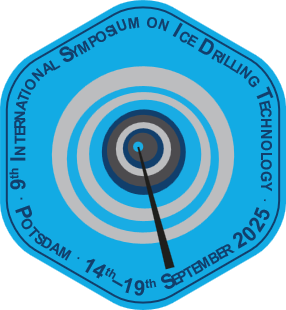 9th International Symposium on Ice Drilling Technology
Potsdam · 14th–19th September 2025